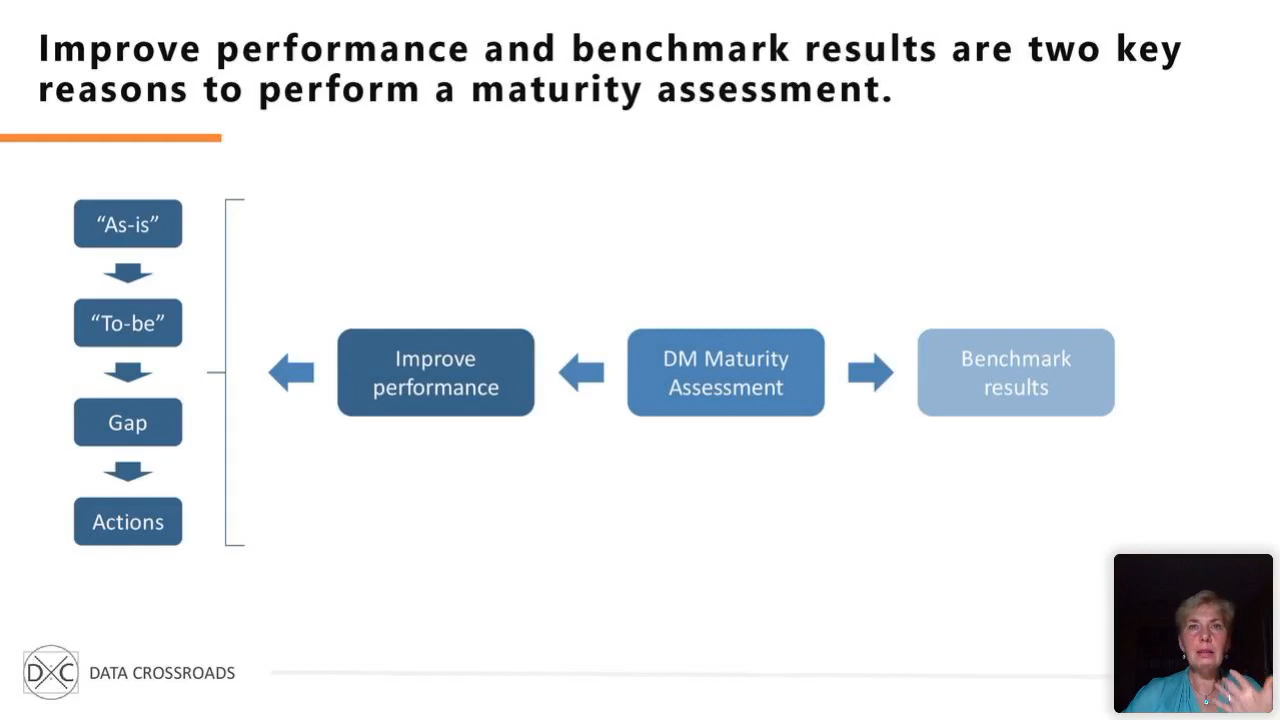 Improve performance and benchmark results are two key
reasons to perform a maturity assessment.
“As-is”
“To-be”
Gap
Actions
Improve
performance
DM Maturity
Assessment
Benchmark
results
DXC
DATA CROSSROADS